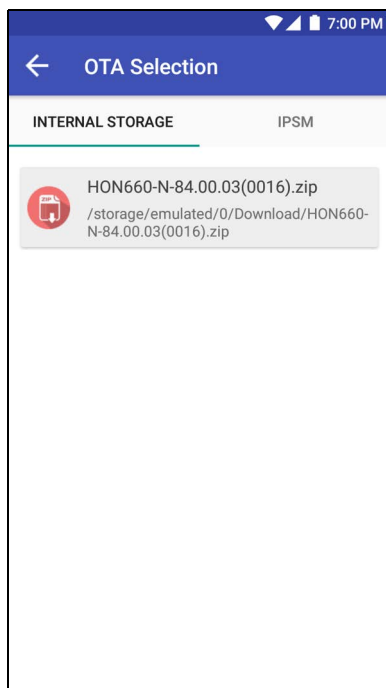 7:00 PM
OTA Selection
INTERNAL STORAGE
IPSM
ZIP
HON660-N-84.00.03(0016).zip
/storage/emulated/0/Download/HON660-
N-84.00.03(0016).zip